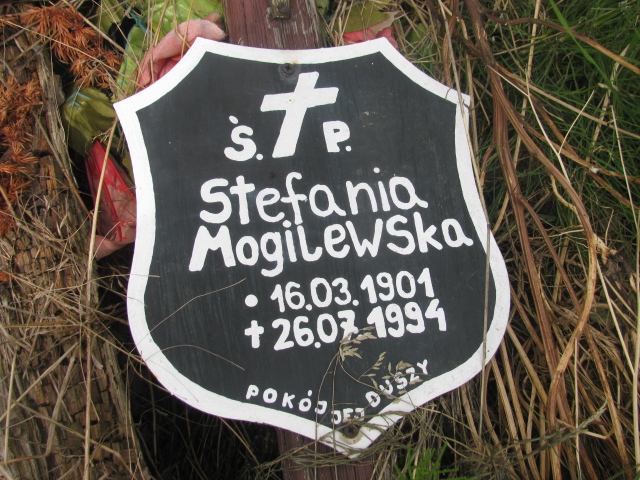 Ś. P.
Stefania
Mogilewska
• 16.03.1901
✝ 26.07.1994
POKÓJ JEJ DUSZY